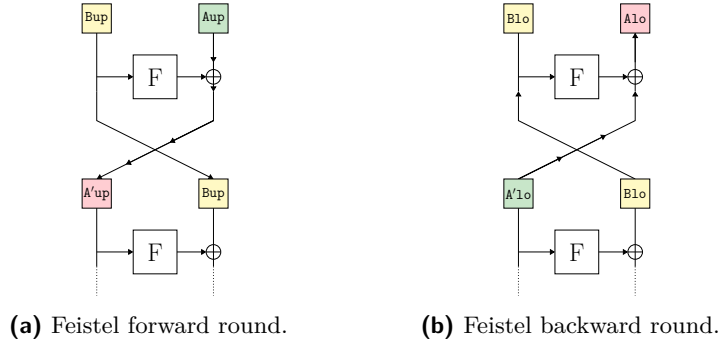 Bup Aup Blo Alo
F ⊕ F ⊕
A′up Bup A′lo Blo
F ⊕ F ⊕
(a) Feistel forward round. (b) Feistel backward round.